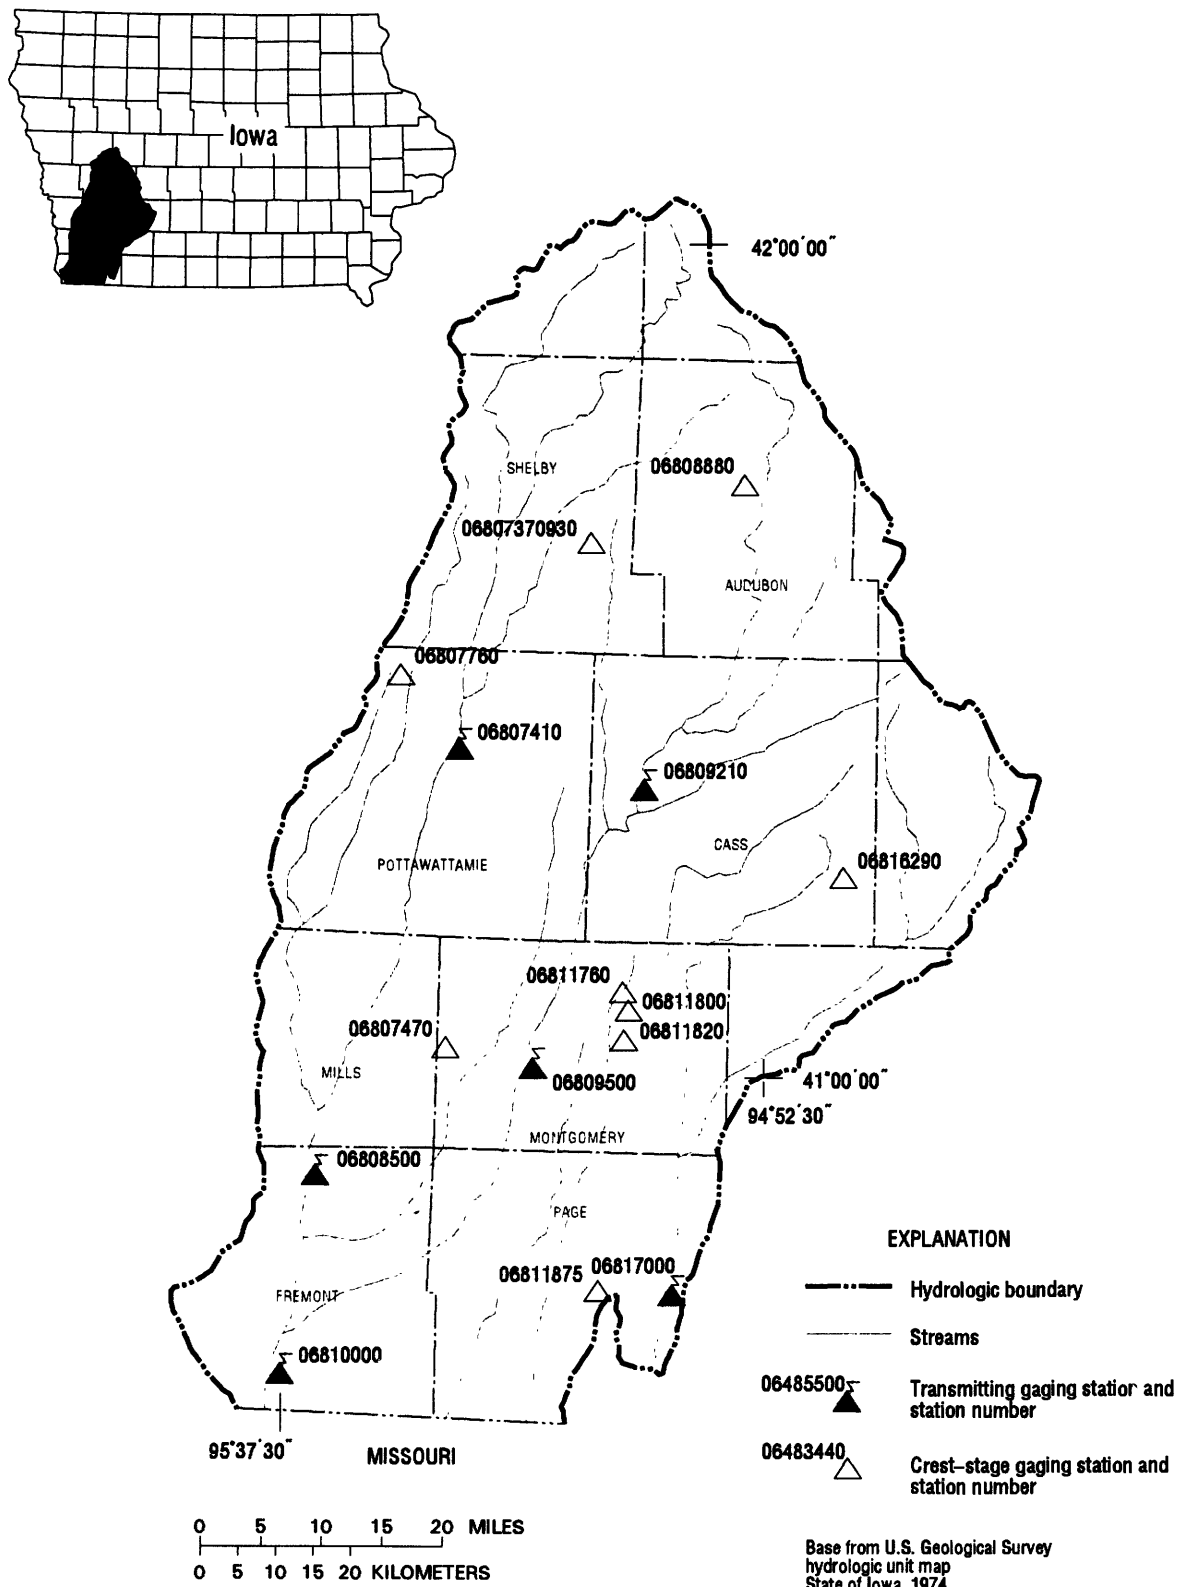 Iowa
42°00'00"
SHELBY
06808880
06807370930
AUDUBON
06807760
06807410
06809210
CASS
POTTAWATTAMIE
06816290
06811760
06811800
06807470
06811820
MILLS
06809500
41°00'00"
94°52'30"
MONTGOMERY
06808500
PAGE
06811875
06817000
FREMONT
06810000
95°37'30"
MISSOURI
EXPLANATION
Hydrologic boundary
Streams
06485500
Transmitting gaging station and
station number
06483440
Crest-stage gaging station and
station number
0 5 10 15 20 MILES
0 5 10 15 20 KILOMETERS
Base from U.S. Geological Survey
hydrologic unit map
State of Iowa, 1974